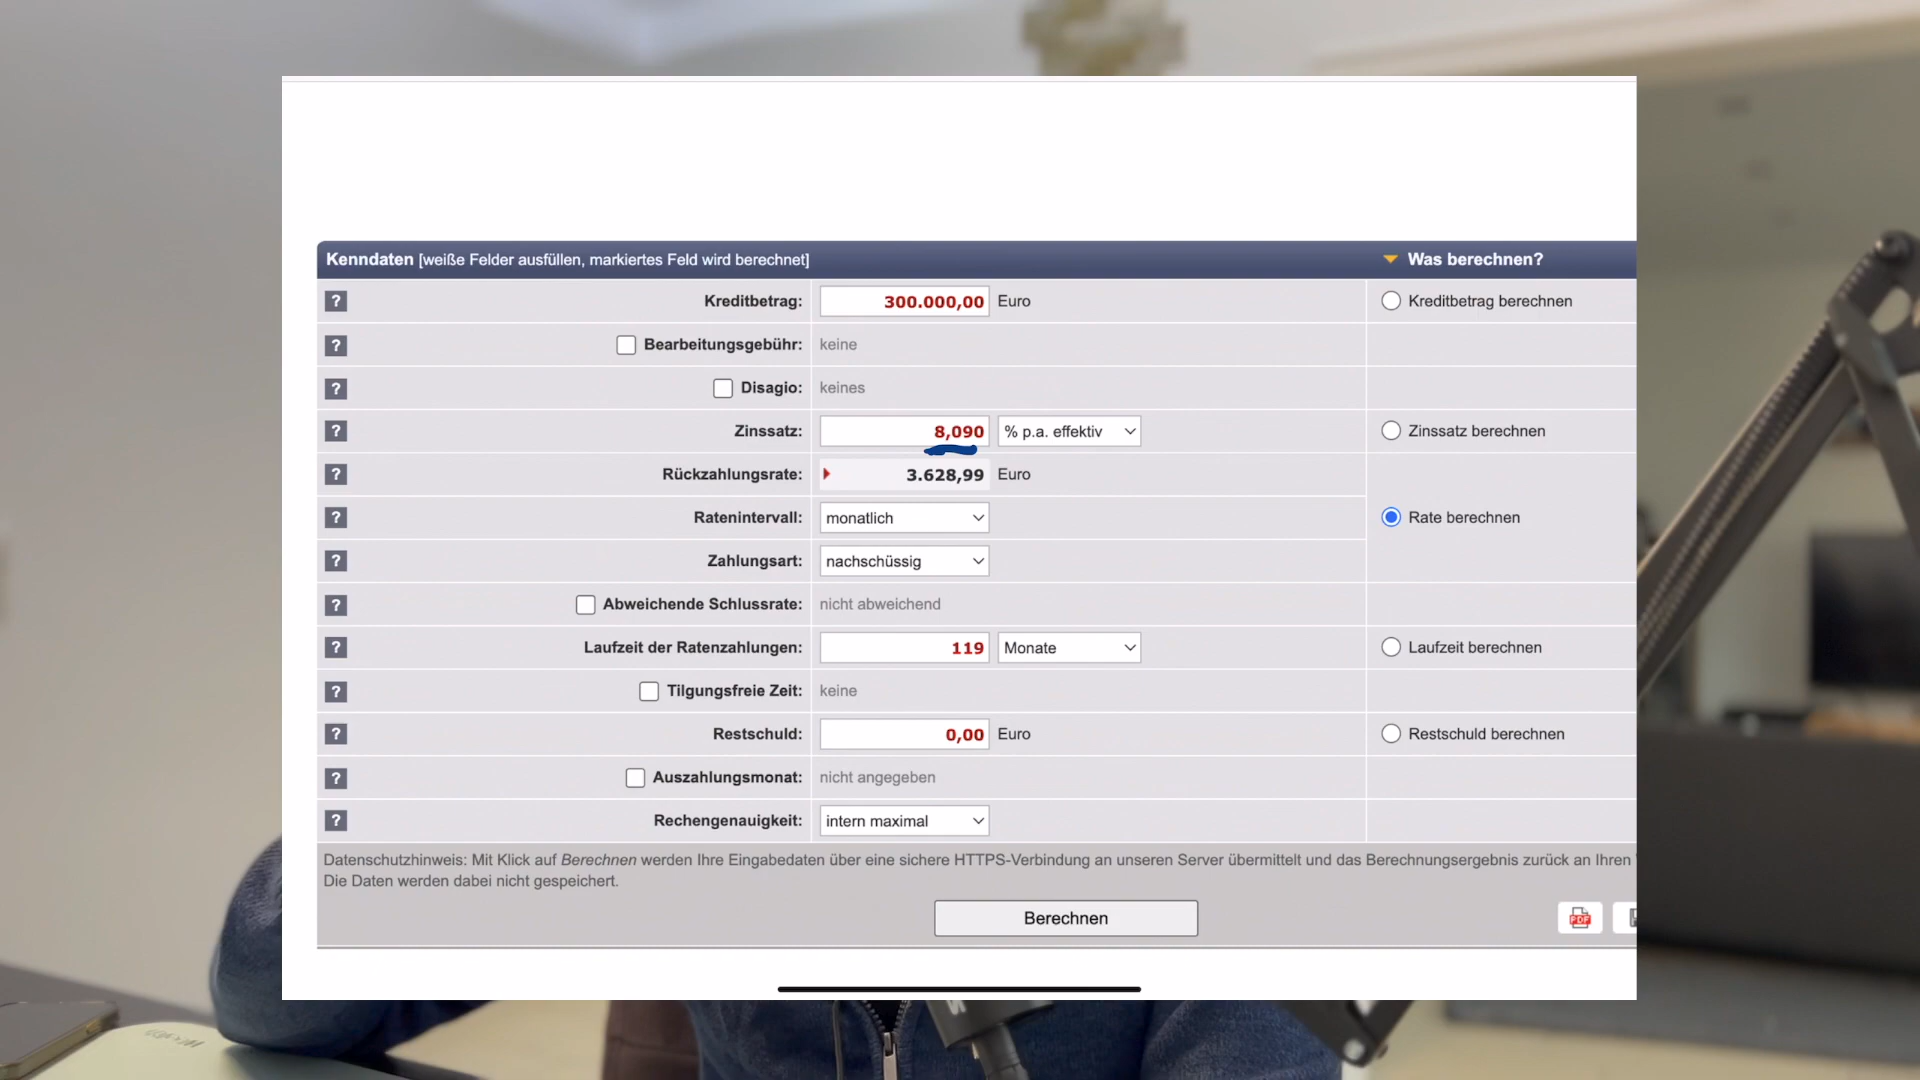 Kenndaten [weiße Felder ausfüllen, markiertes Feld wird berechnet] Was berechnen?
? Kreditbetrag: 300.000,00 Euro Kreditbetrag berechnen
? Bearbeitungsgebühr: keine
? Disagio: keines
? Zinssatz: 8,090 % p.a. effektiv Zinssatz berechnen
? Rückzahlungsrate: 3.628,99 Euro
? Ratenintervall: monatlich Rate berechnen
? Zahlungsart: nachschüssig
? Abweichende Schlussrate: nicht abweichend
? Laufzeit der Ratenzahlungen: 119 Monate Laufzeit berechnen
? Tilgungsfreie Zeit: keine
? Restschuld: 0,00 Euro Restschuld berechnen
? Auszahlungsmonat: nicht angegeben
? Rechengenauigkeit: intern maximal
Datenschutzhinweis: Mit Klick auf Berechnen werden Ihre Eingabedaten über eine sichere HTTPS-Verbindung an unseren Server übermittelt und das Berechnungsergebnis zurück an Ihren
Die Daten werden dabei nicht gespeichert.
Berechnen
PDF